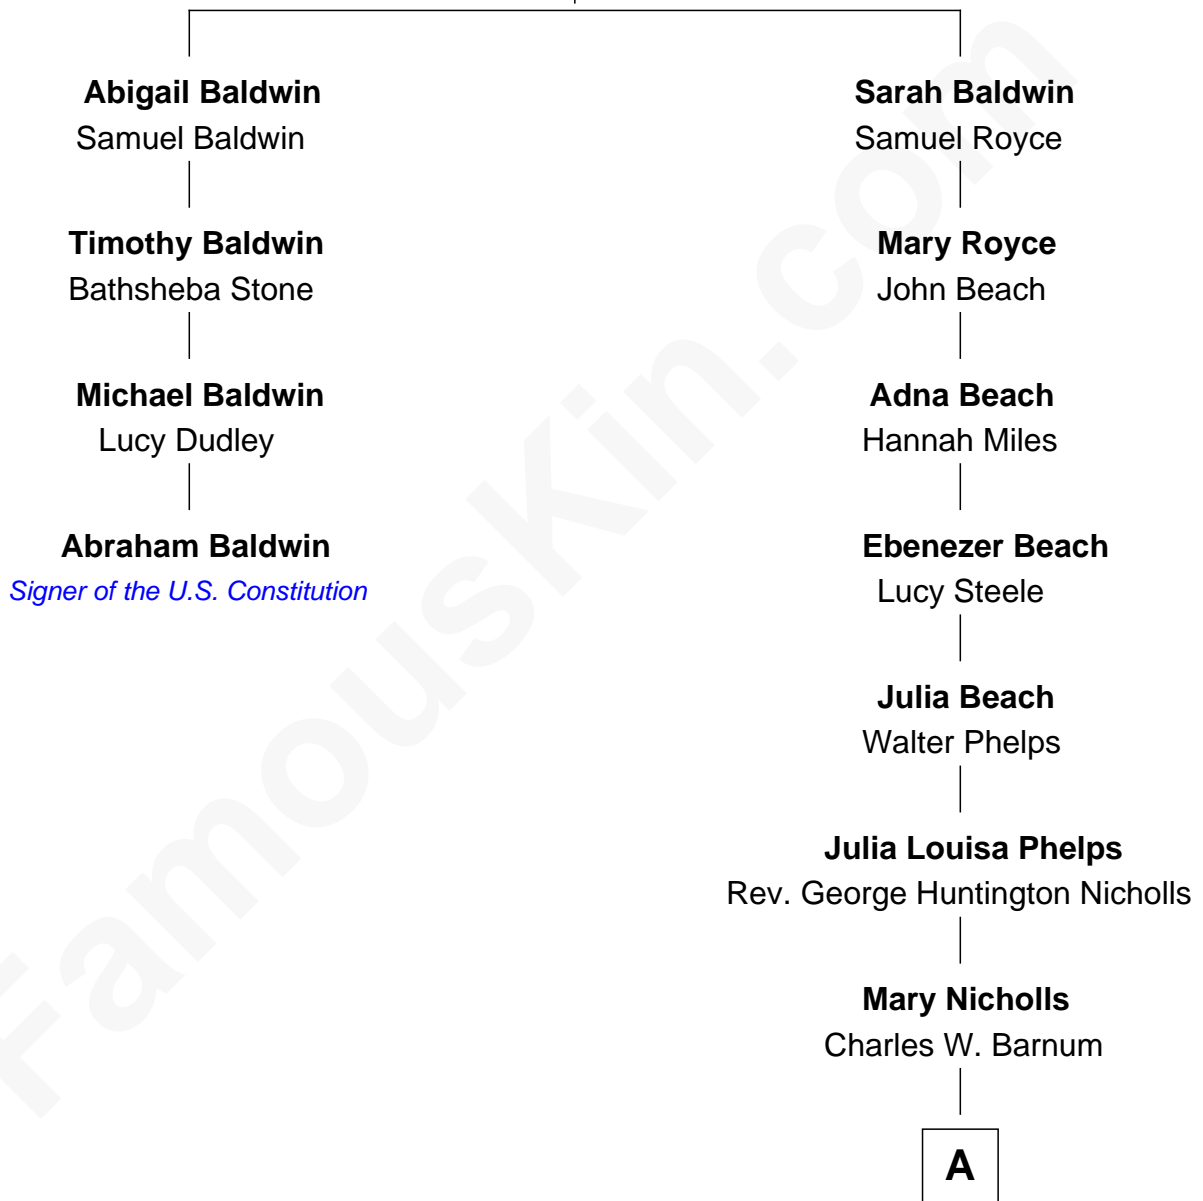 Abigail Baldwin
Samuel Baldwin
Timothy Baldwin
Bathsheba Stone
Michael Baldwin
Lucy Dudley
Abraham Baldwin
Signer of the U.S. Constitution
Sarah Baldwin
Samuel Royce
Mary Royce
John Beach
Adna Beach
Hannah Miles
Ebenezer Beach
Lucy Steele
Julia Beach
Walter Phelps
Julia Louisa Phelps
Rev. George Huntington Nicholls
Mary Nicholls
Charles W. Barnum
A
FamousKin.com